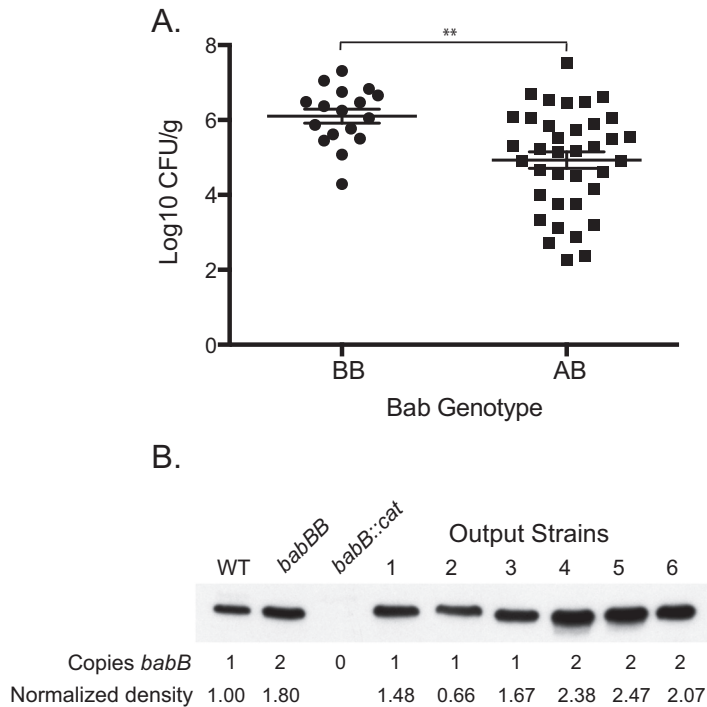 A.
**
8
6
4
2
0
Log10 CFU/g
BB AB
Bab Genotype
B.
WT babBB babB::cat Output Strains
1 2 3 4 5 6
Copies babB 1 2 0 1 1 1 2 2 2
Normalized density 1.00 1.80 1.48 0.66 1.67 2.38 2.47 2.07